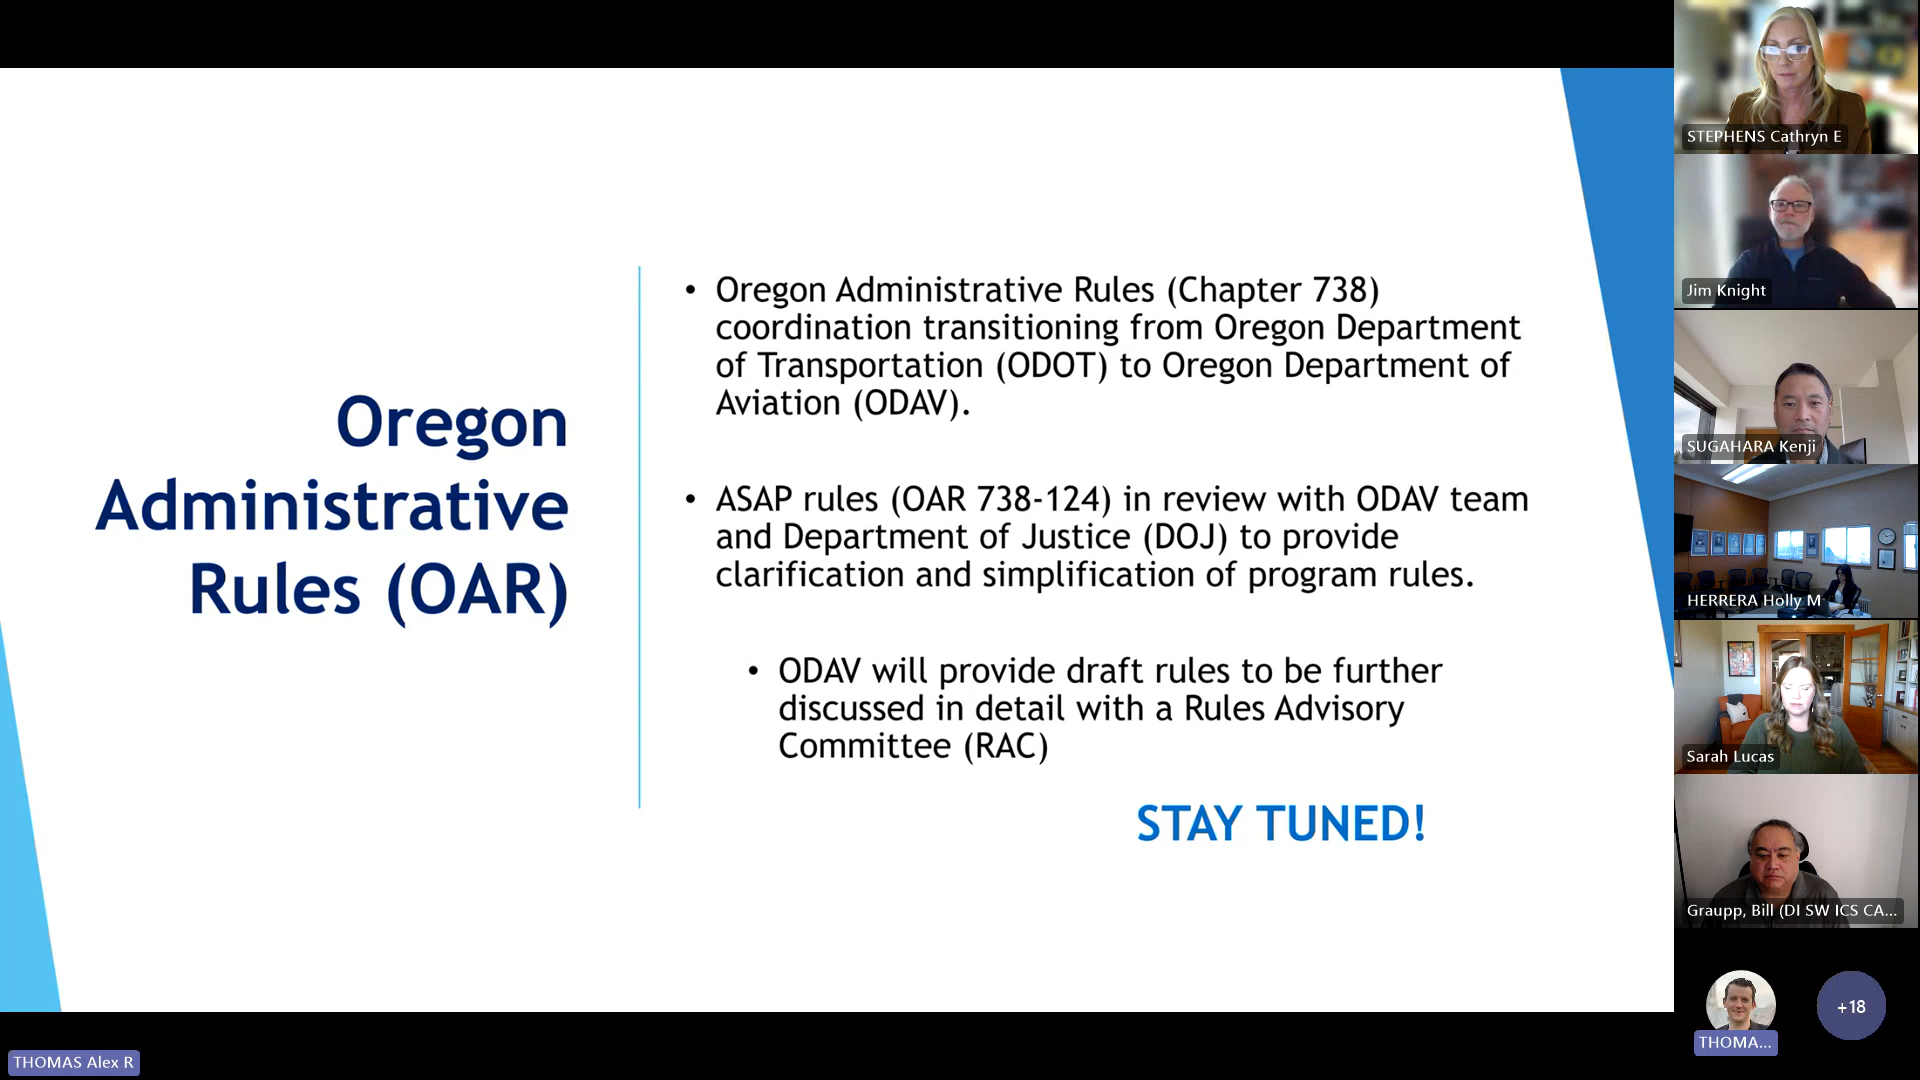 Oregon
Administrative
Rules (OAR)
• Oregon Administrative Rules (Chapter 738)
coordination transitioning from Oregon Department
of Transportation (ODOT) to Oregon Department of
Aviation (ODAV).
• ASAP rules (OAR 738-124) in review with ODAV team
and Department of Justice (DOJ) to provide
clarification and simplification of program rules.
• ODAV will provide draft rules to be further
discussed in detail with a Rules Advisory
Committee (RAC)
STAY TUNED!
STEPHENS Cathryn E
Jim Knight
SUGAHARA Kenji
HERRERA Holly M
Sarah Lucas
Graupp, Bill (DI SW ICS CA...
THOMA...
+18
THOMAS Alex R